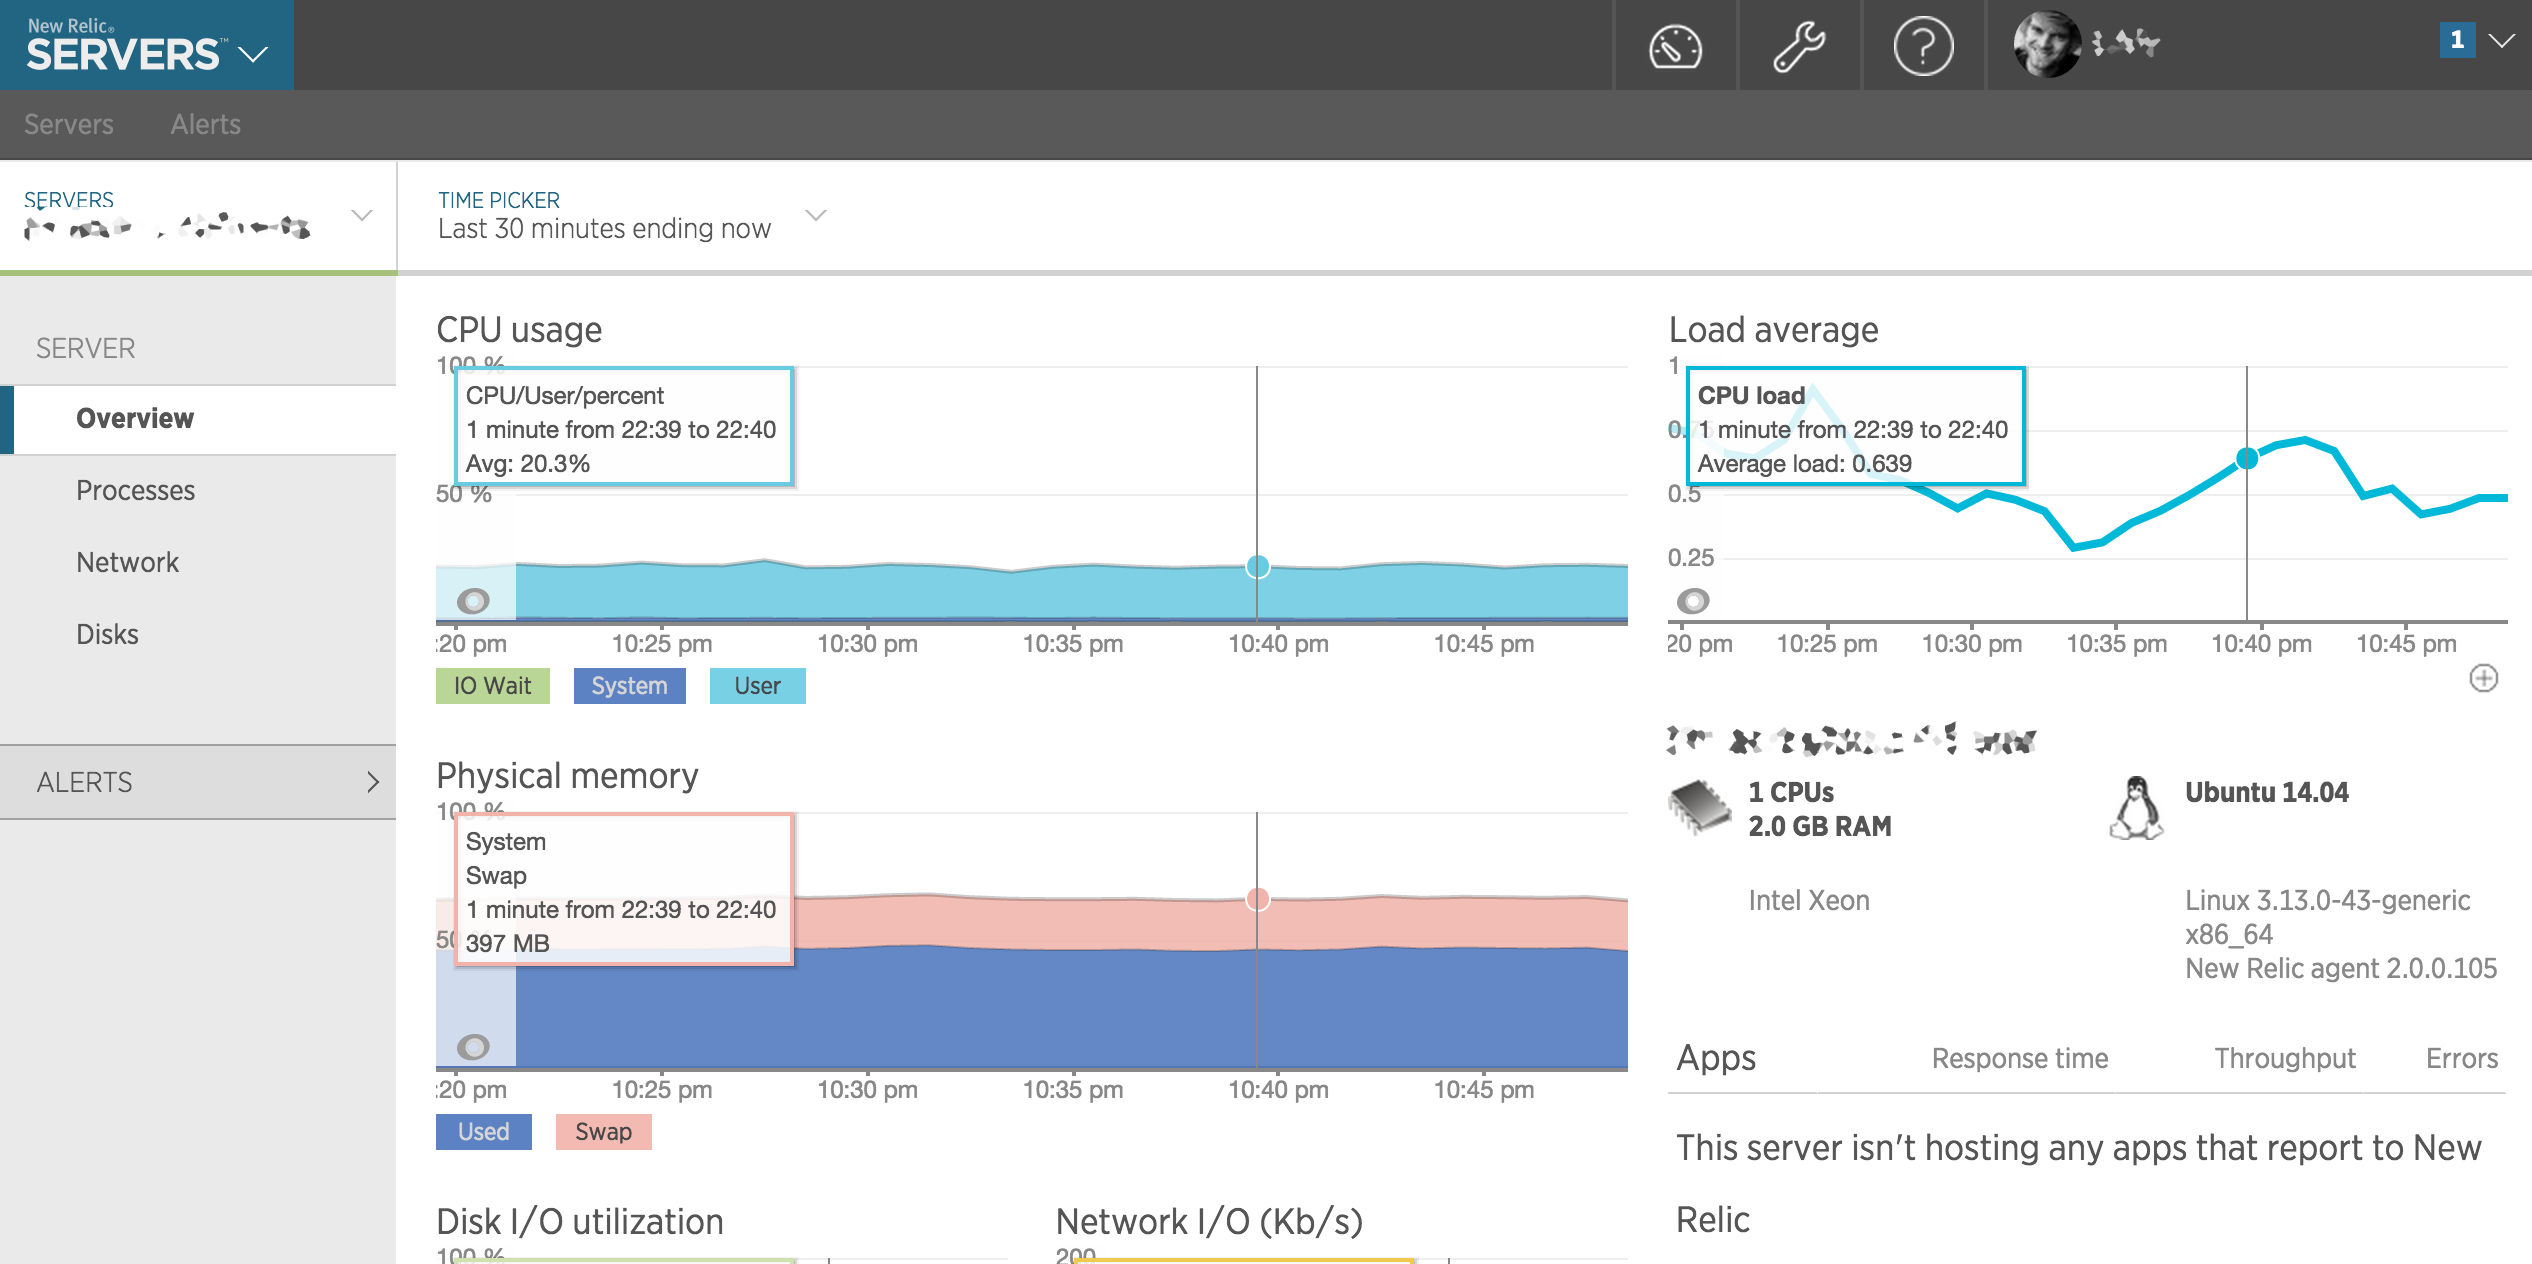 New Relic®
SERVERS™
1
Servers
Alerts
SERVERS
TIME PICKER
Last 30 minutes ending now
SERVER
Overview
Processes
Network
Disks
ALERTS
CPU usage
100 %
CPU/User/percent
1 minute from 22:39 to 22:40
Avg: 20.3%
50 %
:20 pm 10:25 pm 10:30 pm 10:35 pm 10:40 pm 10:45 pm
IO Wait System User
Physical memory
100 %
System
Swap
1 minute from 22:39 to 22:40
397 MB
50
:20 pm 10:25 pm 10:30 pm 10:35 pm 10:40 pm 10:45 pm
Used Swap
Disk I/O utilization
100 %
Network I/O (Kb/s)
200
Load average
1
CPU load
0.75
1 minute from 22:39 to 22:40
Average load: 0.639
0.5
0.25
20 pm 10:25 pm 10:30 pm 10:35 pm 10:40 pm 10:45 pm
1 CPUs
2.0 GB RAM
Intel Xeon
Ubuntu 14.04
Linux 3.13.0-43-generic
x86_64
New Relic agent 2.0.0.105
Apps Response time Throughput Errors
This server isn't hosting any apps that report to New
Relic